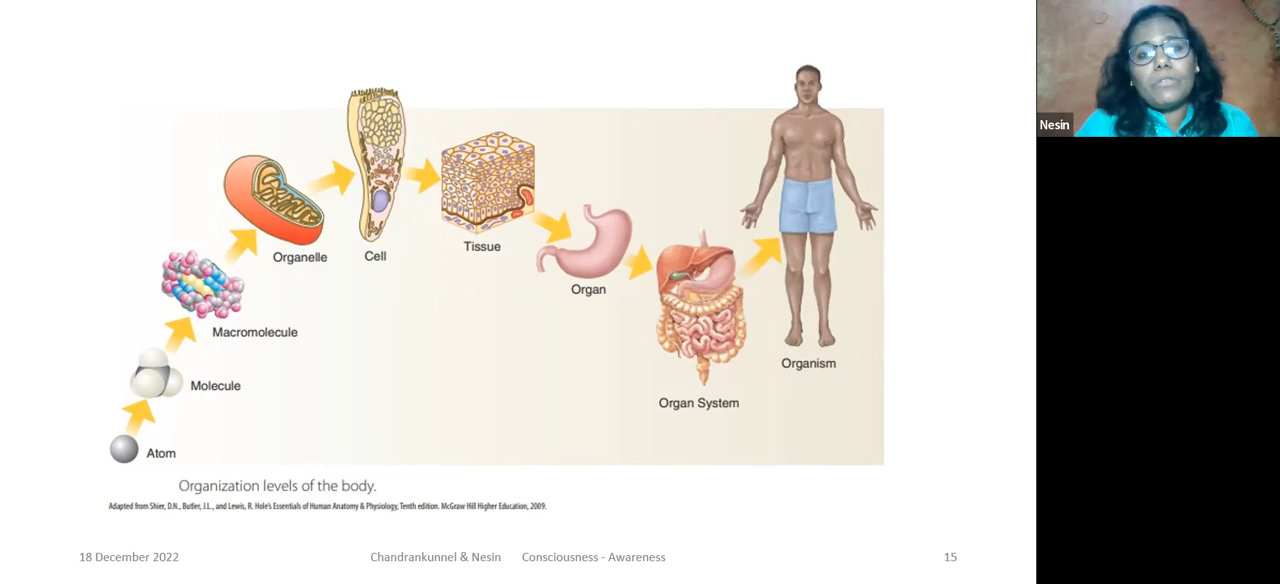 Nesin
Organelle
Cell
Tissue
Organ
Macromolecule
Organism
Molecule
Organ System
Atom
Organization levels of the body.
Adapted from Shier, D.N., Butler, J.L., and Lewis, R. Hole's Essentials of Human Anatomy & Physiology, Tenth edition. McGraw Hill Higher Education, 2009.
18 December 2022 Chandrankunnel & Nesin Consciousness - Awareness 15